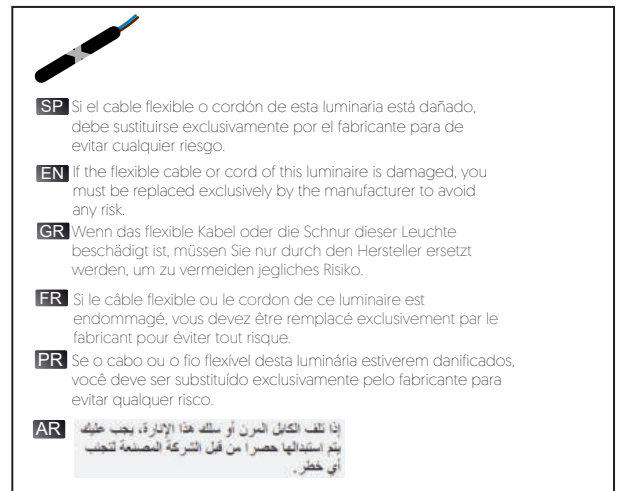 SP Si el cable flexible o cordón de esta luminaria está dañado,
debe sustituirse exclusivamente por el fabricante para de
evitar cualquier riesgo.
EN If the flexible cable or cord of this luminaire is damaged, you
must be replaced exclusively by the manufacturer to avoid
any risk.
GR Wenn das flexible Kabel oder die Schnur dieser Leuchte
beschädigt ist, müssen Sie nur durch den Hersteller ersetzt
werden, um zu vermeiden jegliches Risiko.
FR Si le câble flexible ou le cordon de ce luminaire est
endommagé, vous devez être remplacé exclusivement par le
fabricant pour éviter tout risque.
PR Se o cabo ou o fio flexível desta luminária estiverem danificados,
você deve ser substituído exclusivamente pelo fabricante para
evitar qualquer risco.
AR إذا تلف الكابل المرن أو سلك هذا الإنارة، يجب عليك
يتم استبدالها حصرا من قبل الشركة المصنعة لتجنب
أي خطر.